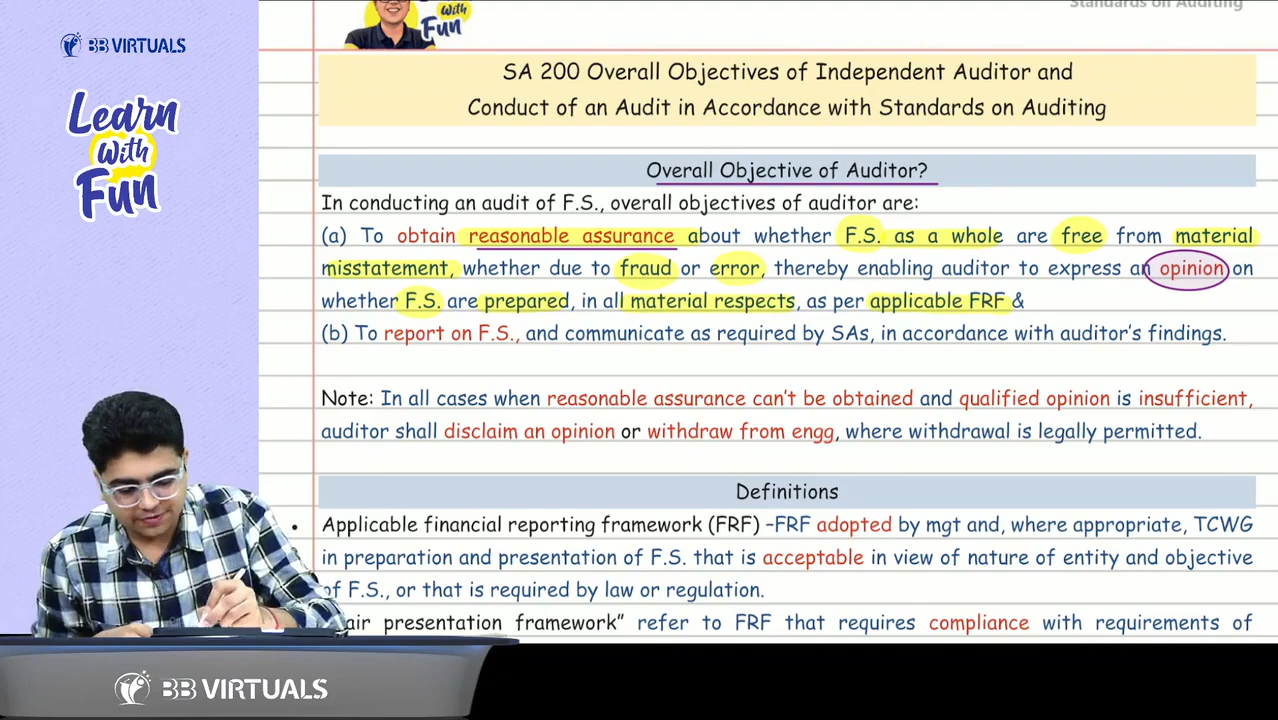 Standards on Auditing
BB VIRTUALS
With
Fun
Learn
With
Fun
SA 200 Overall Objectives of Independent Auditor and
Conduct of an Audit in Accordance with Standards on Auditing
Overall Objective of Auditor?
In conducting an audit of F.S., overall objectives of auditor are:
(a) To obtain reasonable assurance about whether F.S. as a whole are free from material
misstatement, whether due to fraud or error, thereby enabling auditor to express an opinion on
whether F.S. are prepared, in all material respects, as per applicable FRF &
(b) To report on F.S., and communicate as required by SAs, in accordance with auditor's findings.
Note: In all cases when reasonable assurance can't be obtained and qualified opinion is insufficient,
auditor shall disclaim an opinion or withdraw from engg, where withdrawal is legally permitted.
Definitions
• Applicable financial reporting framework (FRF) –FRF adopted by mgt and, where appropriate, TCWG
in preparation and presentation of F.S. that is acceptable in view of nature of entity and objective
of F.S., or that is required by law or regulation.
air presentation framework" refer to FRF that requires compliance with requirements of
BB VIRTUALS